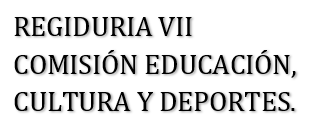 REGIDURIA VII
COMISIÓN EDUCACIÓN,
CULTURA Y DEPORTES.